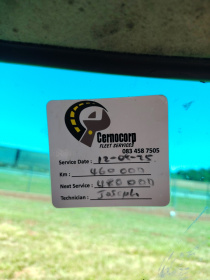 Cernocorp
FLEET SERVICES
083 458 7505
Service Date : 12-09-25
Km : 460 000
Next Service : 480 000
Technician : Joseph